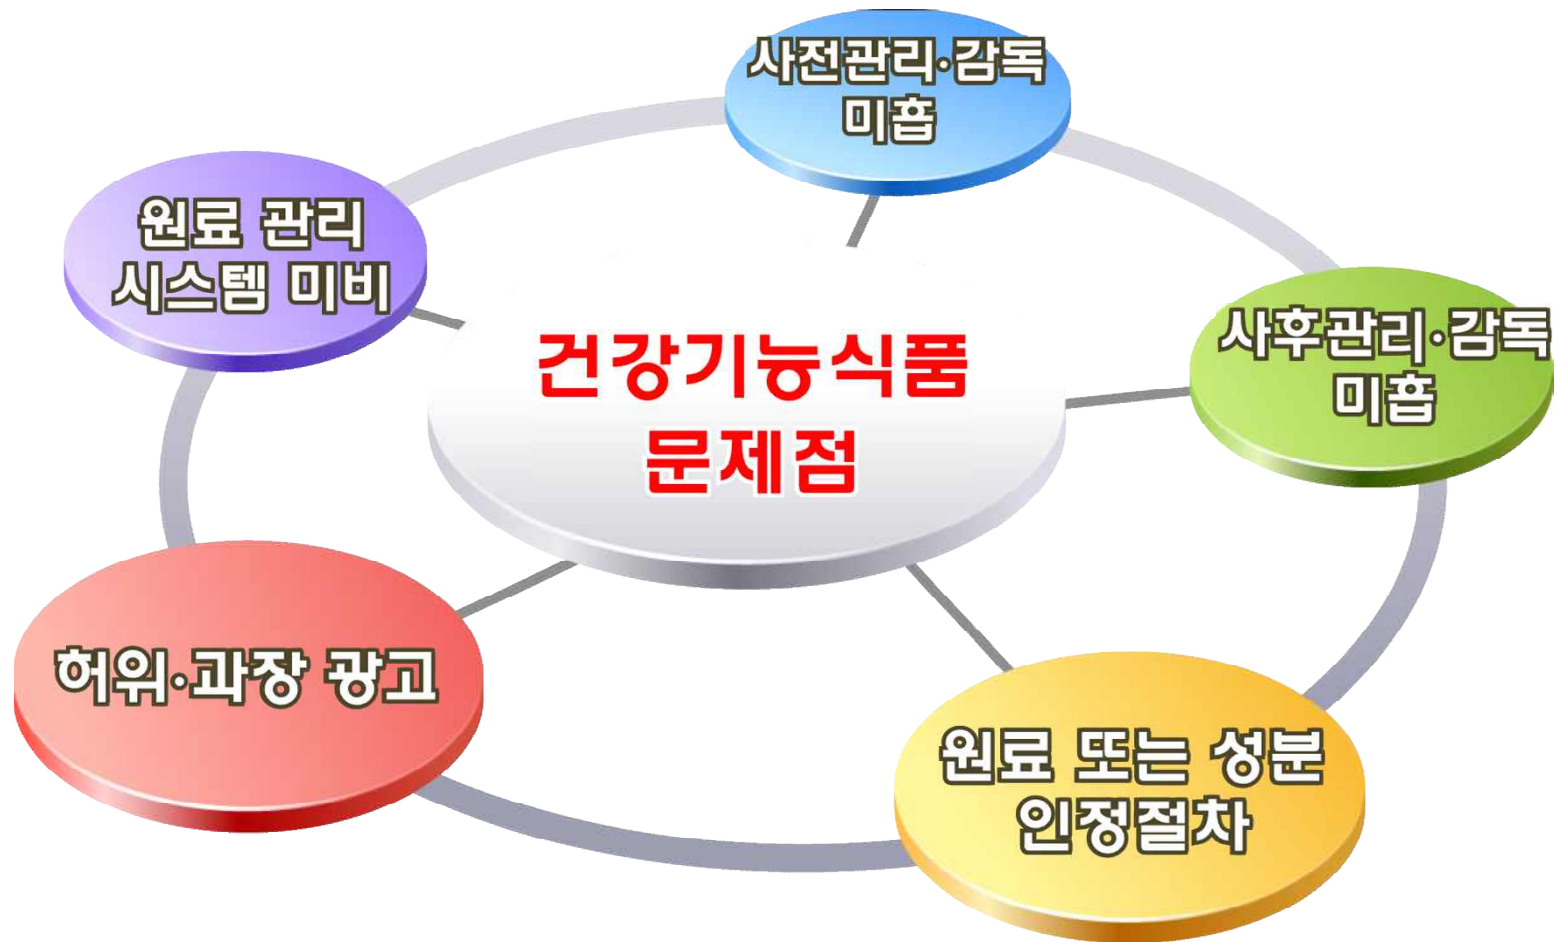 사전관리·감독
미흡
원료 관리
시스템 미비
사후관리·감독
미흡
건강기능식품
문제점
허위·과장 광고
원료 또는 성분
인정절차